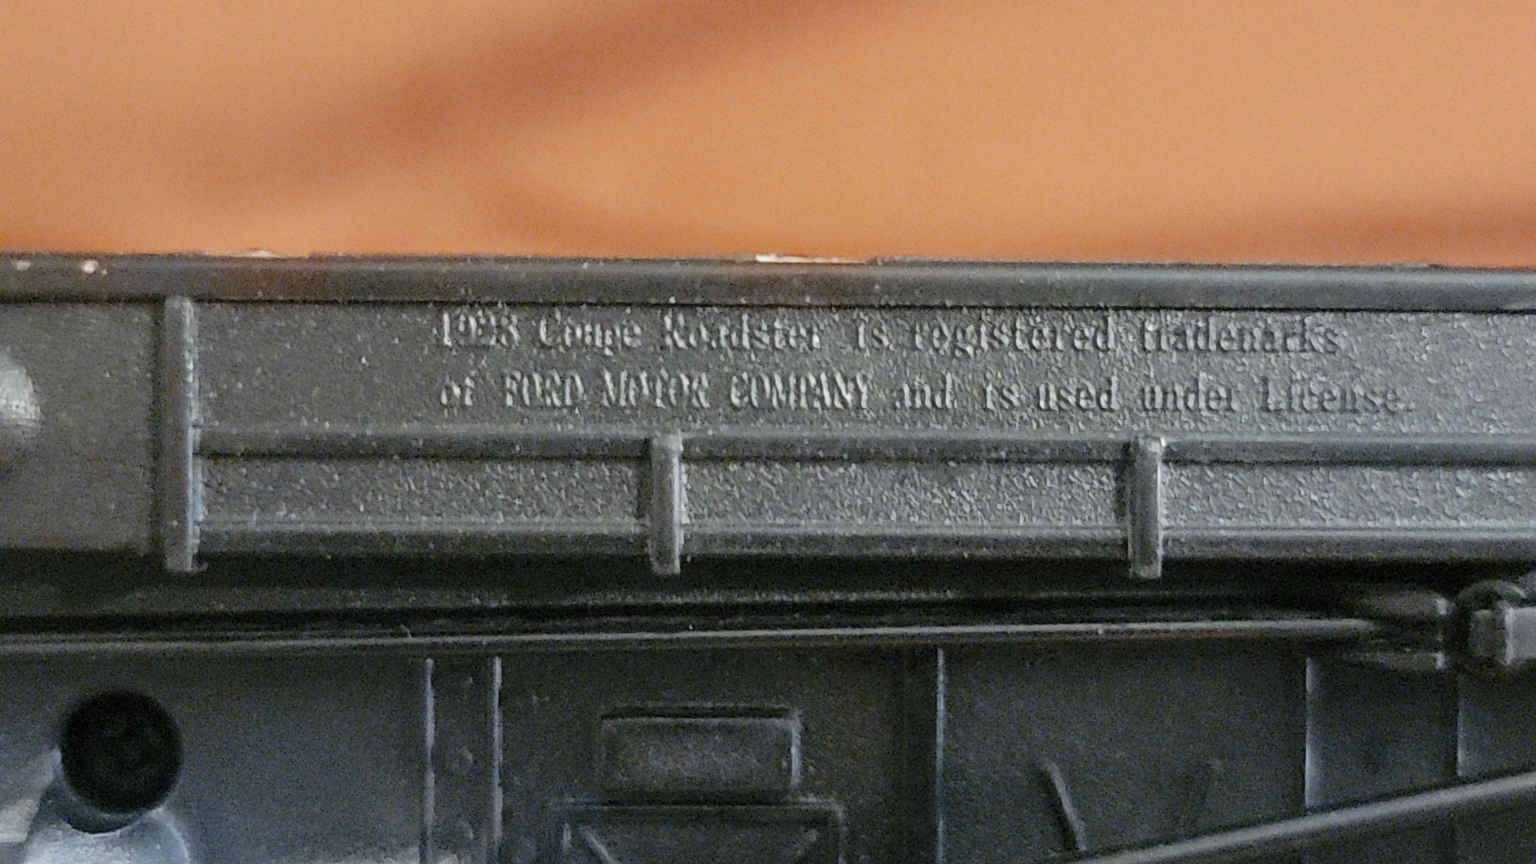 1928 Coupe Roadster is registered trademarks
of FORD MOTOR COMPANY and is used under License.